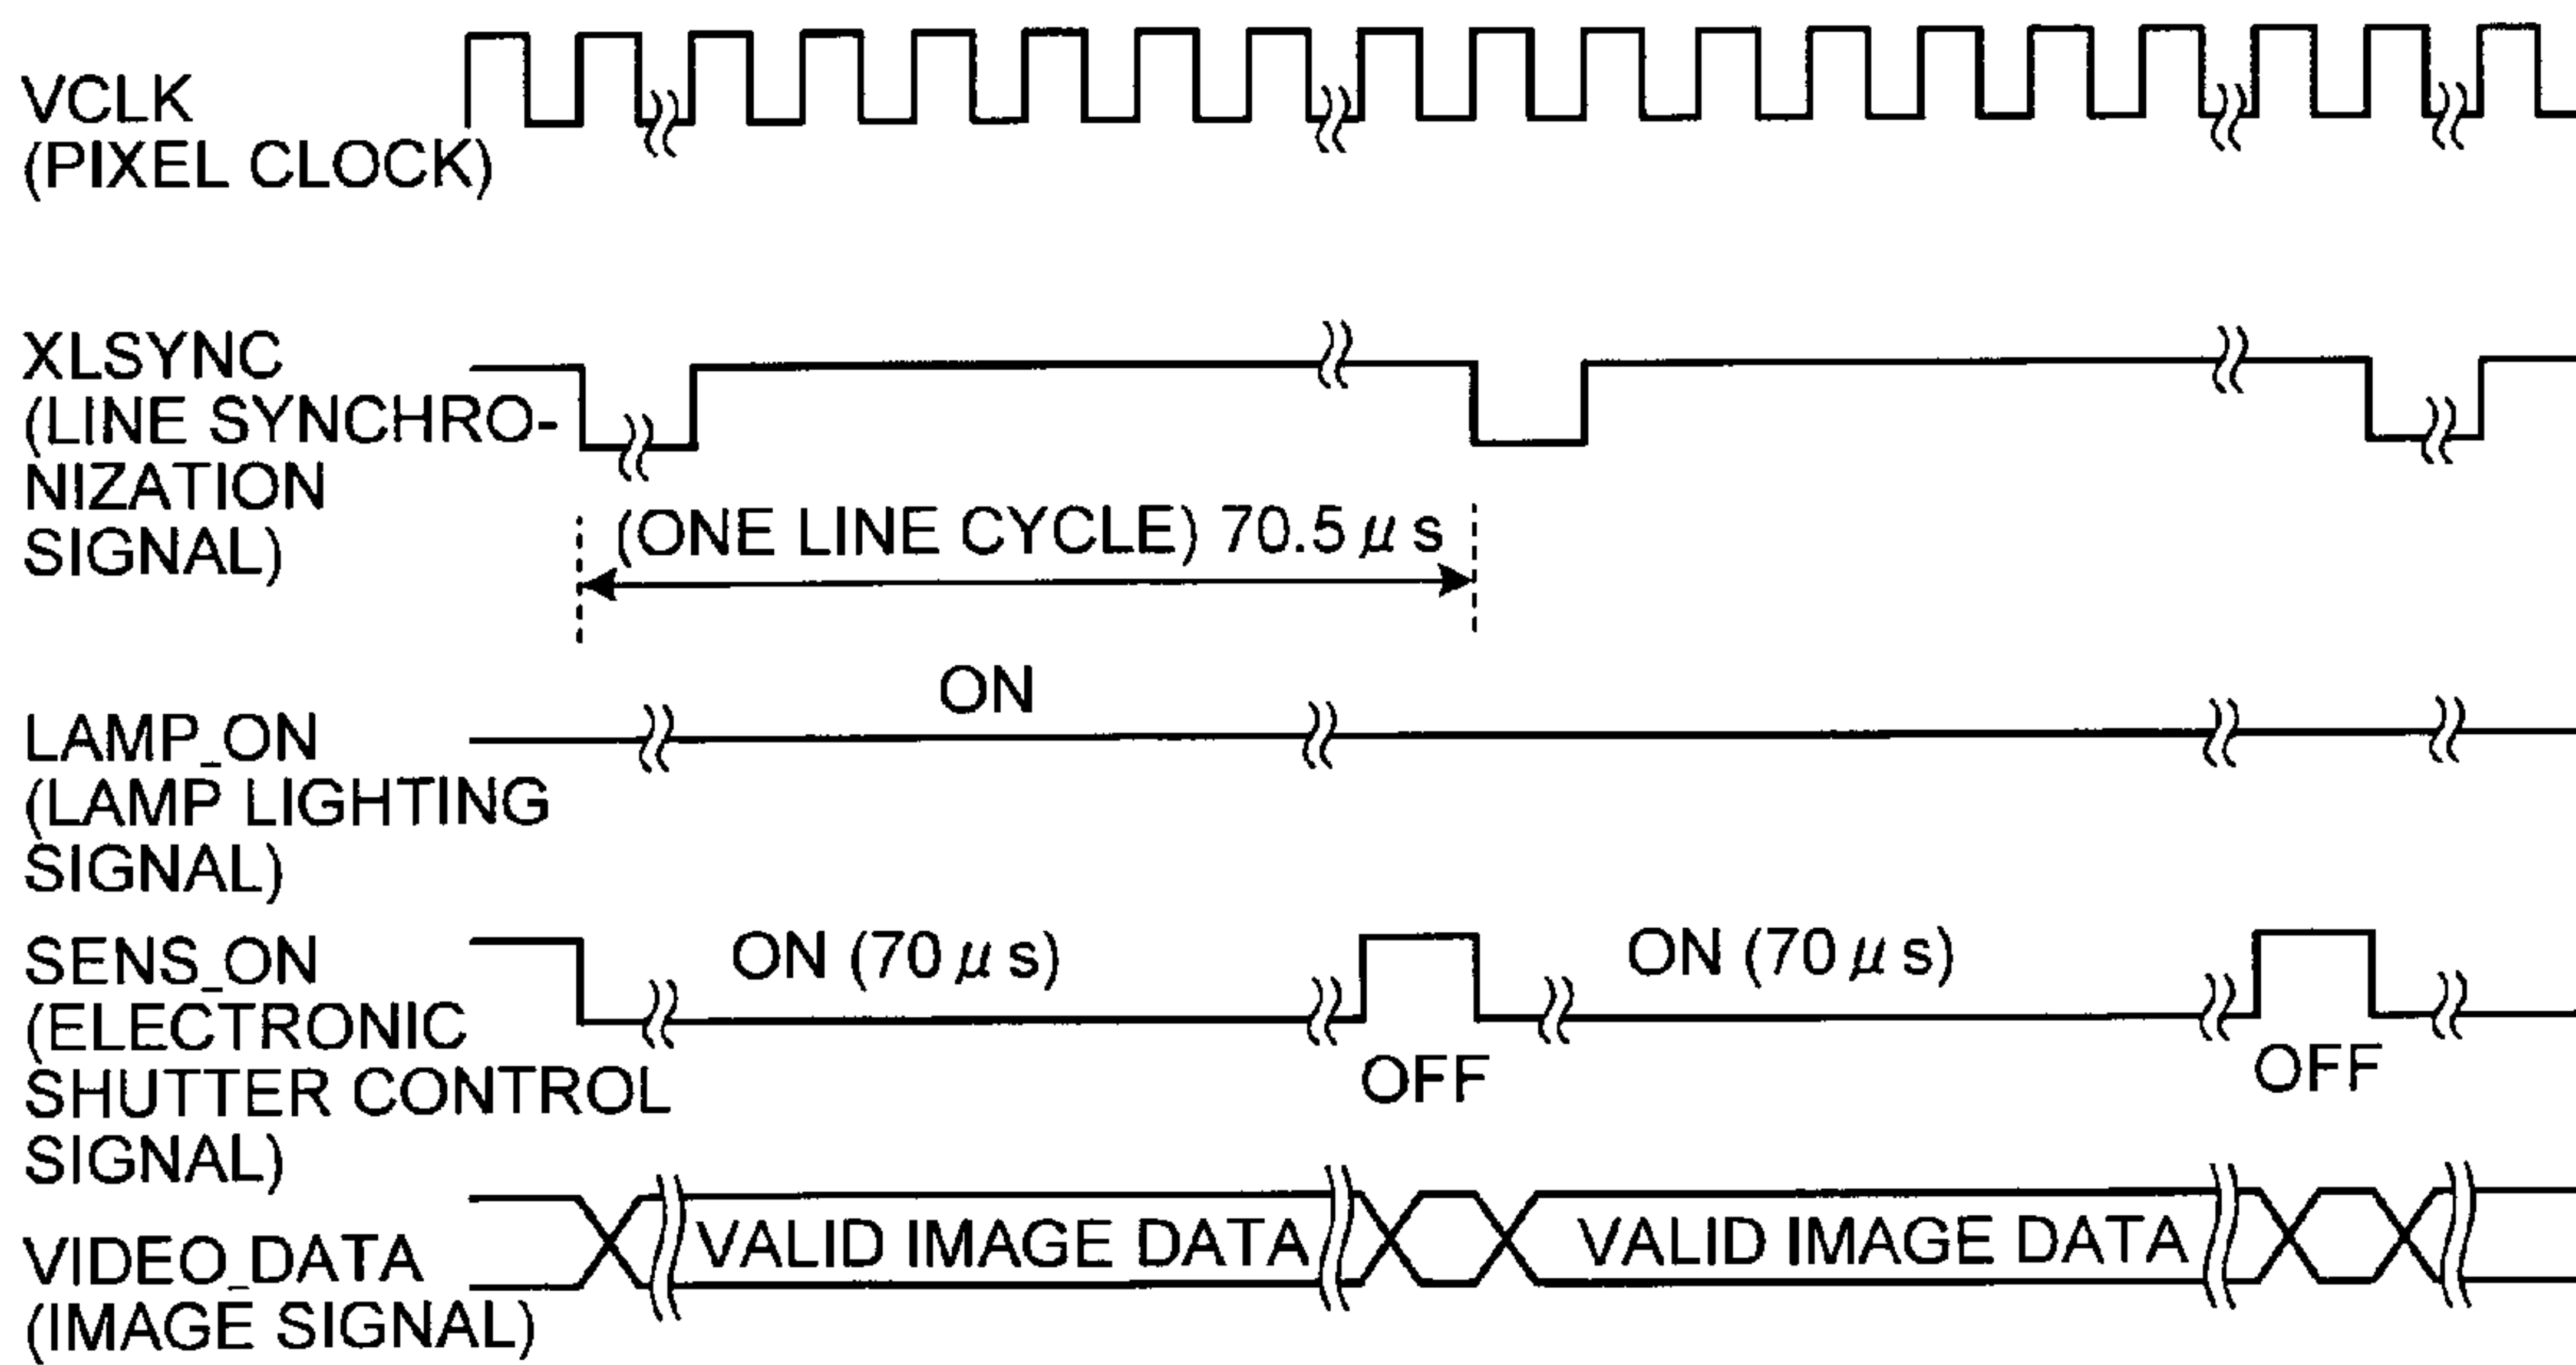 VCLK
(PIXEL CLOCK)
XLSYNC
(LINE SYNCHRO-
NIZATION
SIGNAL)
(ONE LINE CYCLE) 70.5 μ s
ON
LAMP_ON
(LAMP LIGHTING
SIGNAL)
SENS_ON
(ELECTRONIC
SHUTTER CONTROL
SIGNAL)
ON (70 μ s)
ON (70 μ s)
OFF
OFF
VIDEO_DATA
(IMAGE SIGNAL)
VALID IMAGE DATA
VALID IMAGE DATA